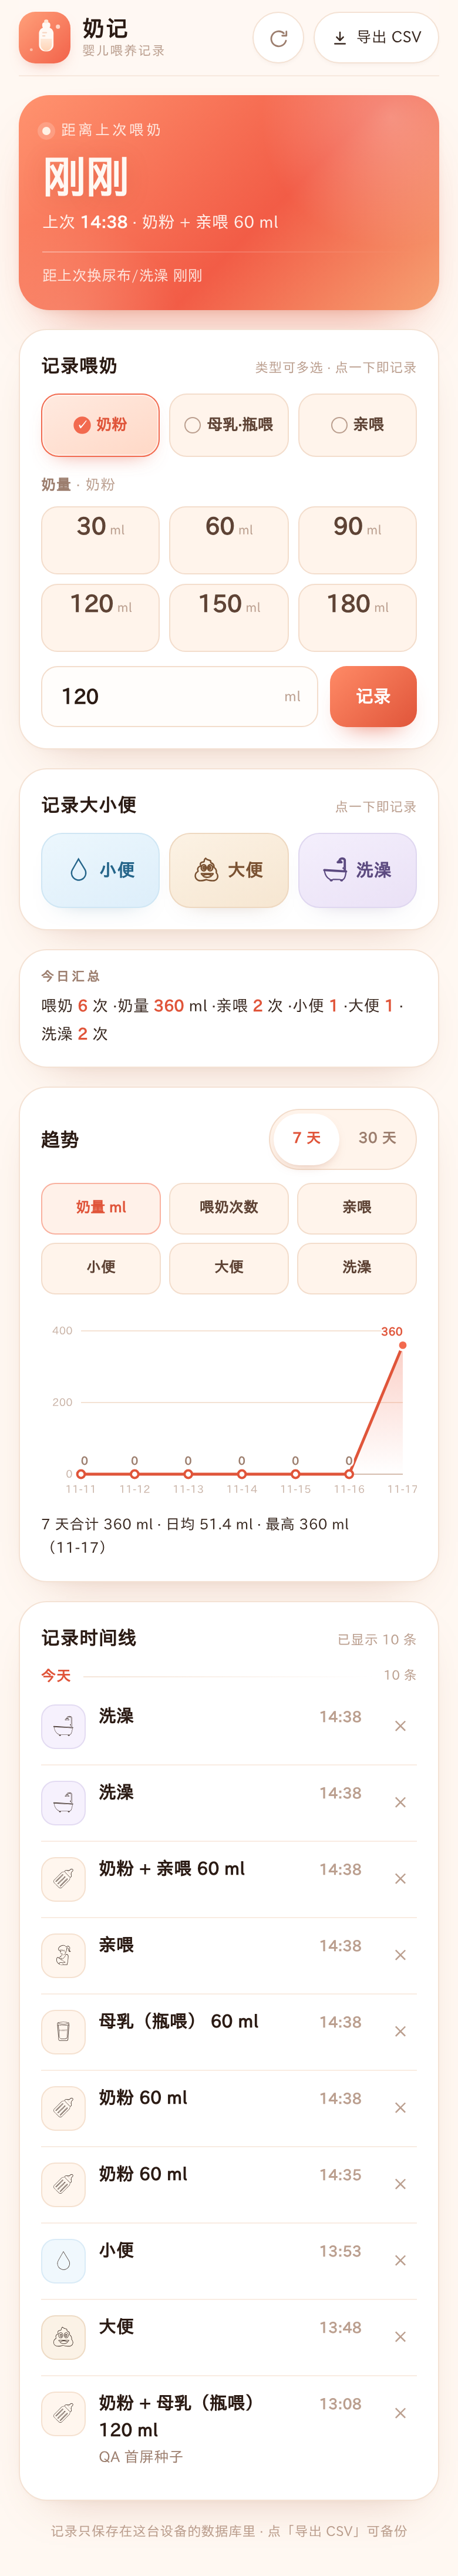 奶记
婴儿喂养记录
导出 CSV
距离上次喂奶
刚刚
上次 14:38 · 奶粉 + 亲喂 60 ml
距上次换尿布/洗澡 刚刚
记录喂奶
类型可多选 · 点一下即记录
奶粉
母乳·瓶喂
亲喂
奶量 · 奶粉
30 ml
60 ml
90 ml
120 ml
150 ml
180 ml
120 ml
记录
记录大小便
点一下即记录
小便
大便
洗澡
今日汇总
喂奶 6 次 ·奶量 360 ml ·亲喂 2 次 ·小便 1 ·大便 1 ·
洗澡 2 次
趋势
7 天
30 天
奶量 ml
喂奶次数
亲喂
小便
大便
洗澡
400
360
200
0 0 0 0 0 0
0
11-11 11-12 11-13 11-14 11-15 11-16 11-17
7 天合计 360 ml · 日均 51.4 ml · 最高 360 ml
（11-17）
记录时间线
已显示 10 条
今天
10 条
洗澡 14:38
洗澡 14:38
奶粉 + 亲喂 60 ml 14:38
亲喂 14:38
母乳（瓶喂） 60 ml 14:38
奶粉 60 ml 14:38
奶粉 60 ml 14:35
小便 13:53
大便 13:48
奶粉 + 母乳（瓶喂） 13:08
120 ml
QA 首屏种子
记录只保存在这台设备的数据库里 · 点「导出 CSV」可备份